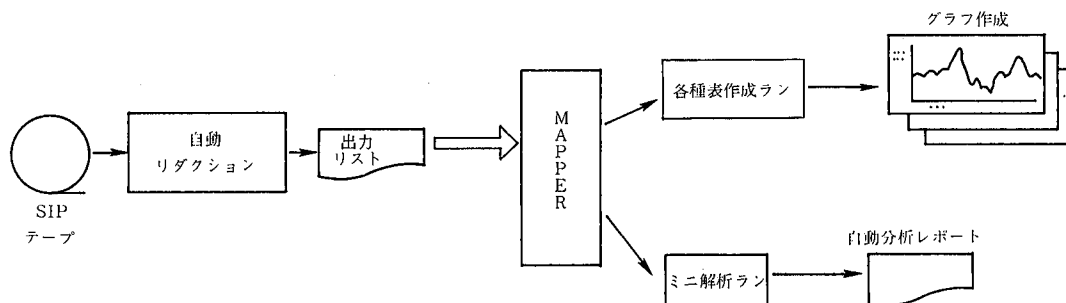 グラフ作成
各種表作成ラン
自動
リダクション
出力
リスト
MAPPER
SIP
テープ
自動分析レポート
ミニ解析ラン